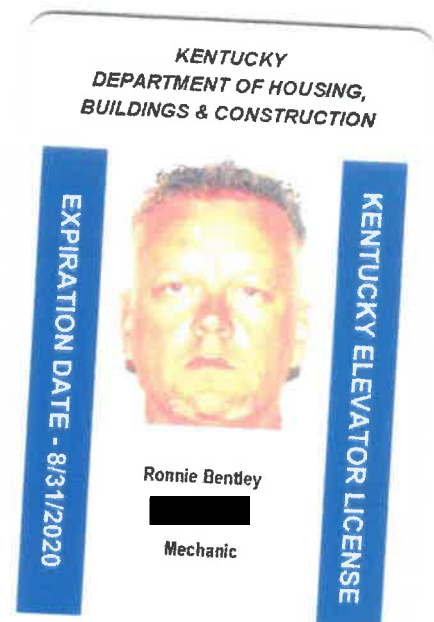 KENTUCKY
DEPARTMENT OF HOUSING,
BUILDINGS & CONSTRUCTION
EXPIRATION DATE - 8/31/2020
KENTUCKY ELEVATOR LICENSE
Ronnie Bentley
Mechanic